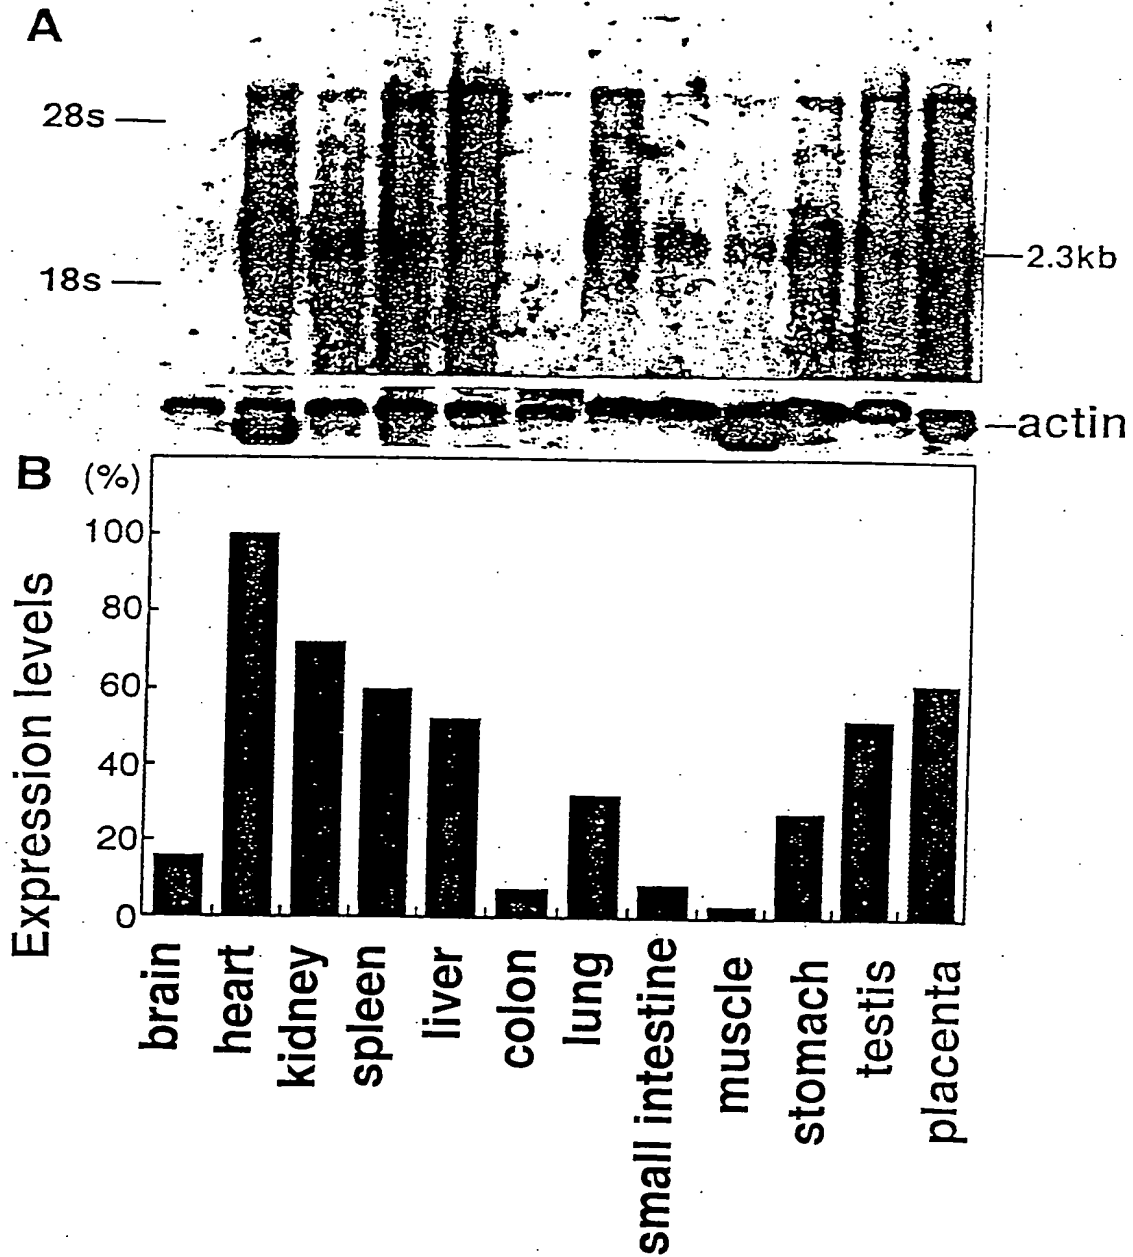 A
28s
18s
2.3kb
actin
B
(%)
Expression levels
100
80
60
40
20
0
brain
heart
kidney
spleen
liver
colon
lung
small intestine
muscle
stomach
testis
placenta